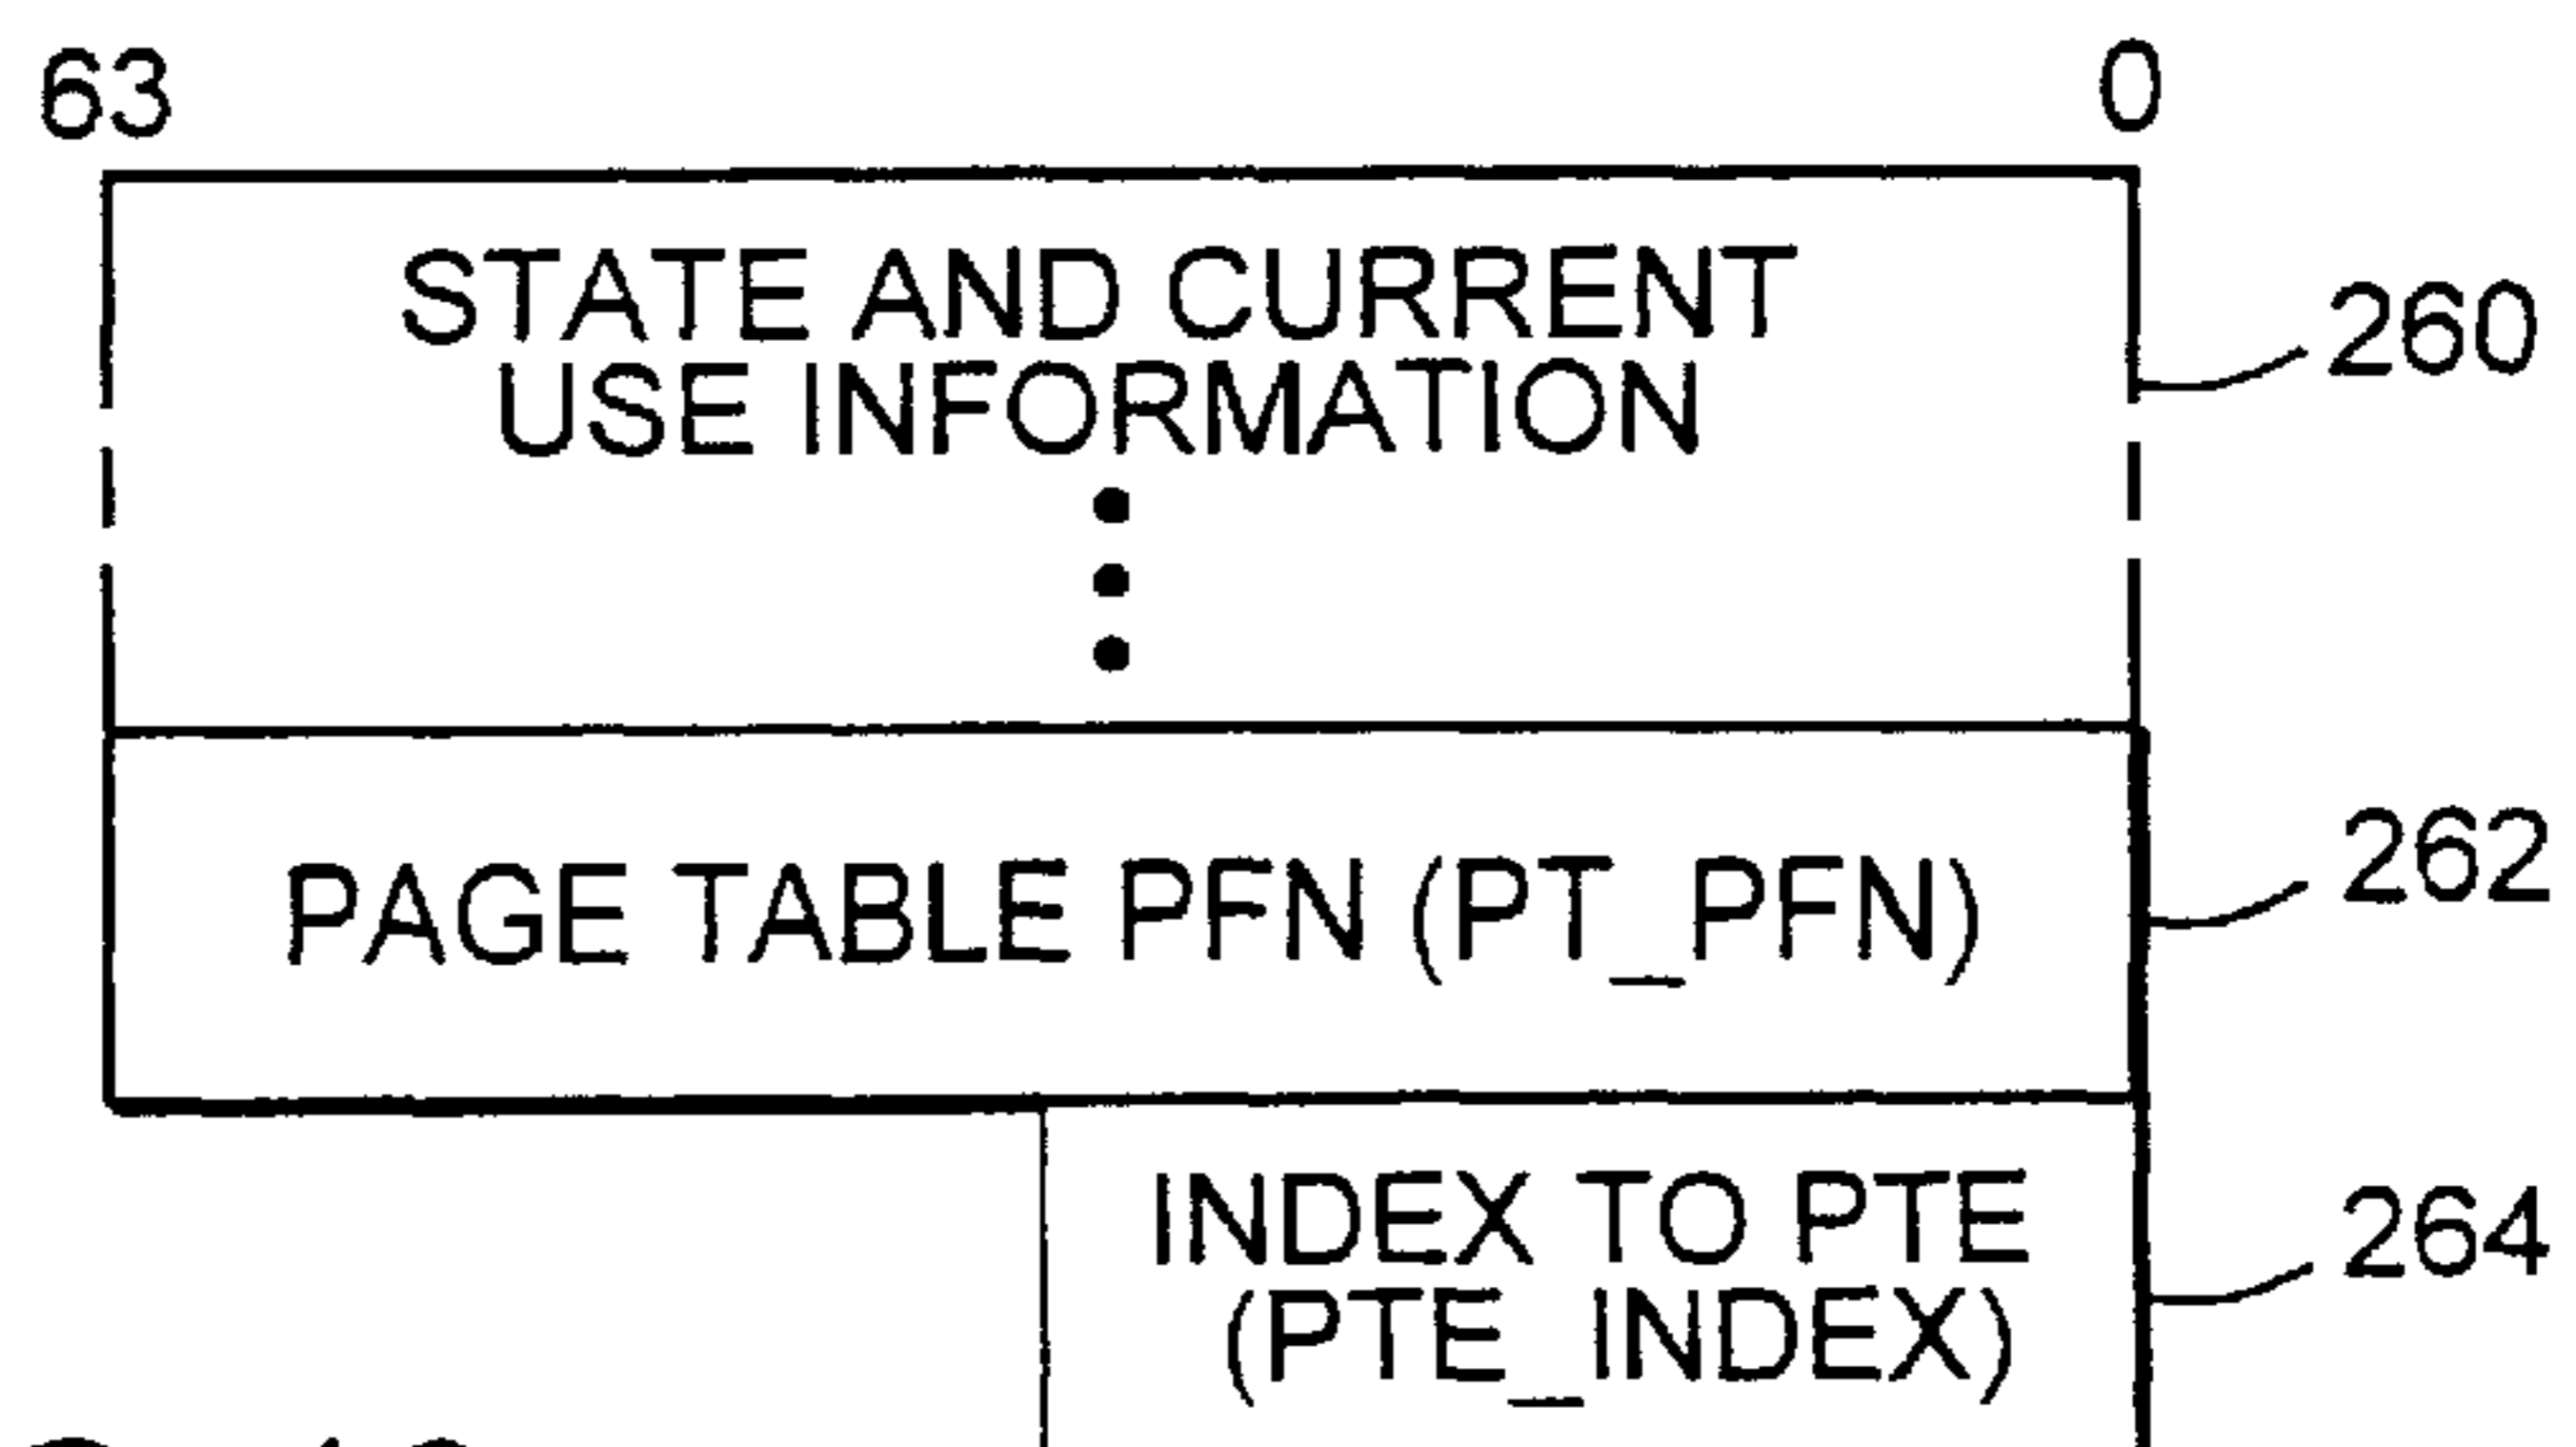 63 0
STATE AND CURRENT
USE INFORMATION
260
PAGE TABLE PFN (PT_PFN)
262
INDEX TO PTE
(PTE_INDEX)
264